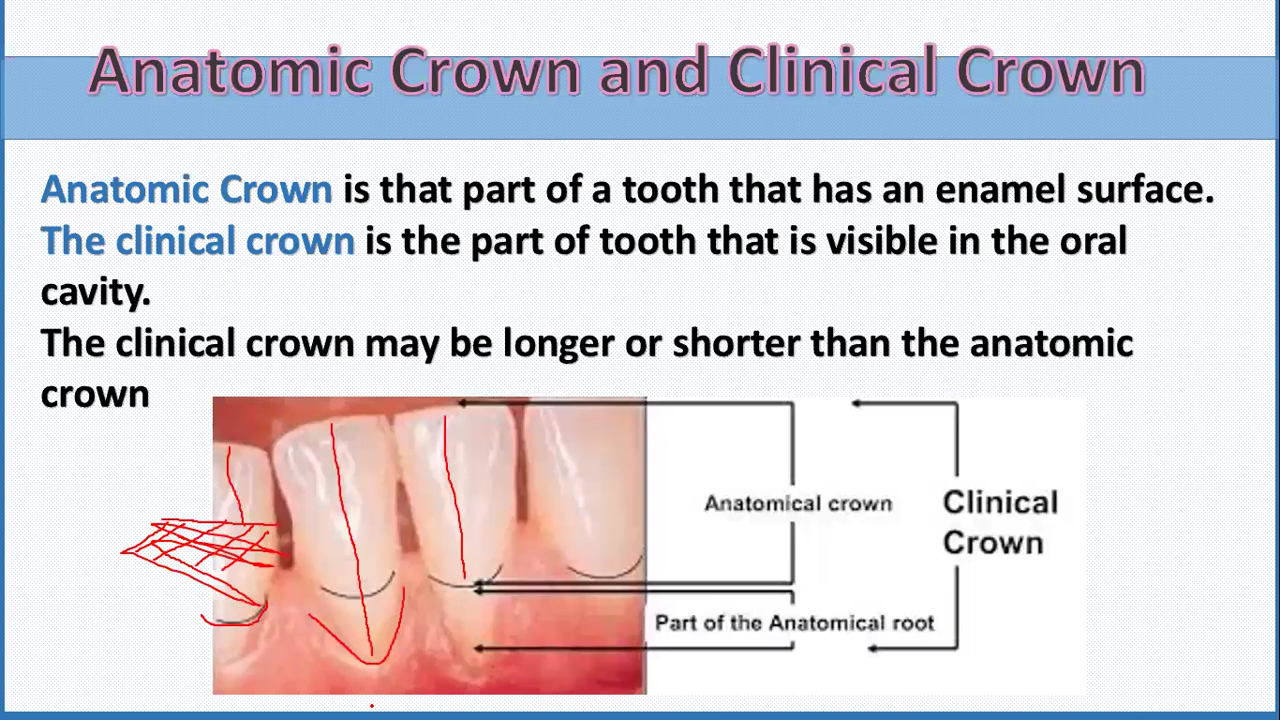 Anatomic Crown and Clinical Crown
Anatomic Crown is that part of a tooth that has an enamel surface.
The clinical crown is the part of tooth that is visible in the oral
cavity.
The clinical crown may be longer or shorter than the anatomic
crown
Anatomical crown
Clinical
Crown
Part of the Anatomical root